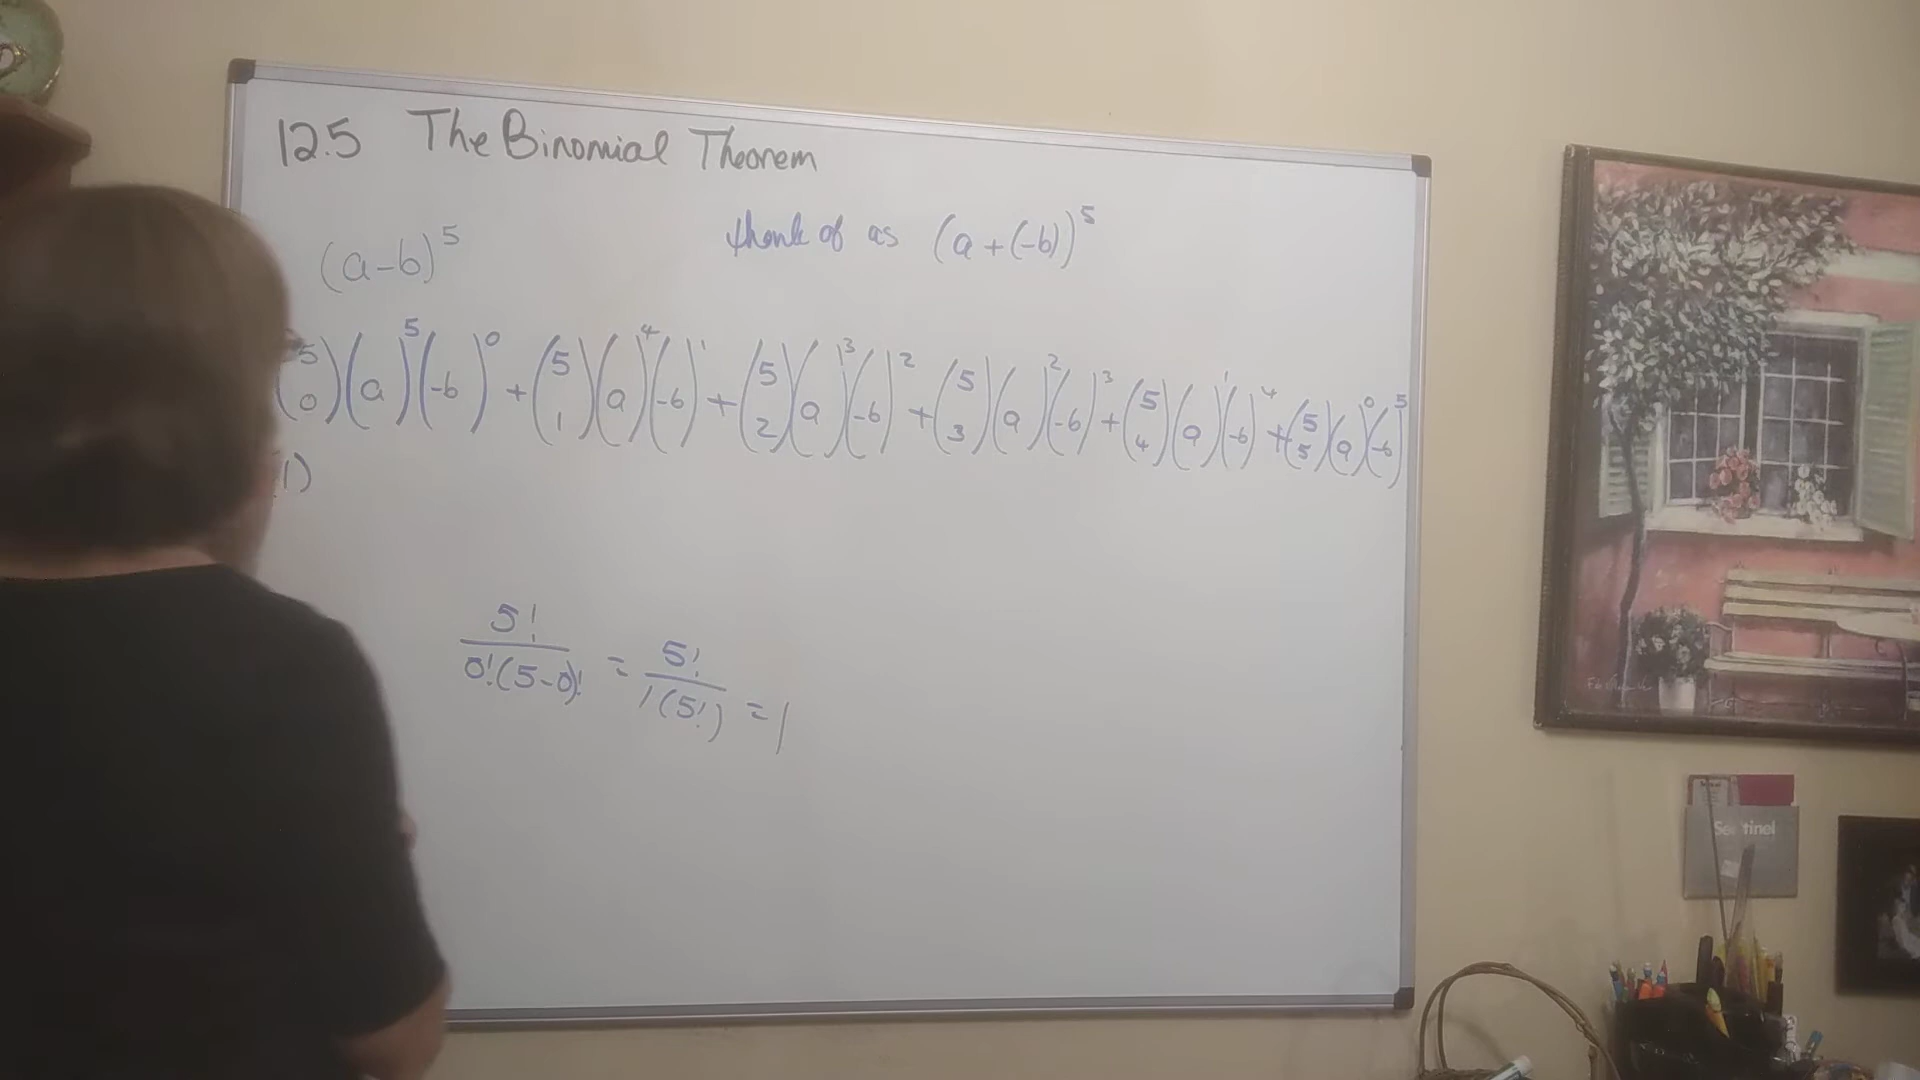 12.5 The Binomial Theorem
(a-b)^5 think of as (a+(-b))^5
(5 0)(a)^5(-b)^0 + (5 1)(a)^4(-b)^1 + (5 2)(a)^3(-b)^2 + (5 3)(a)^2(-b)^3 + (5 4)(a)^1(-b)^4 + (5 5)(a)^0(-b)^5
1)
5!/0!(5-0)! = 5!/1(5!) = 1
Sentinel